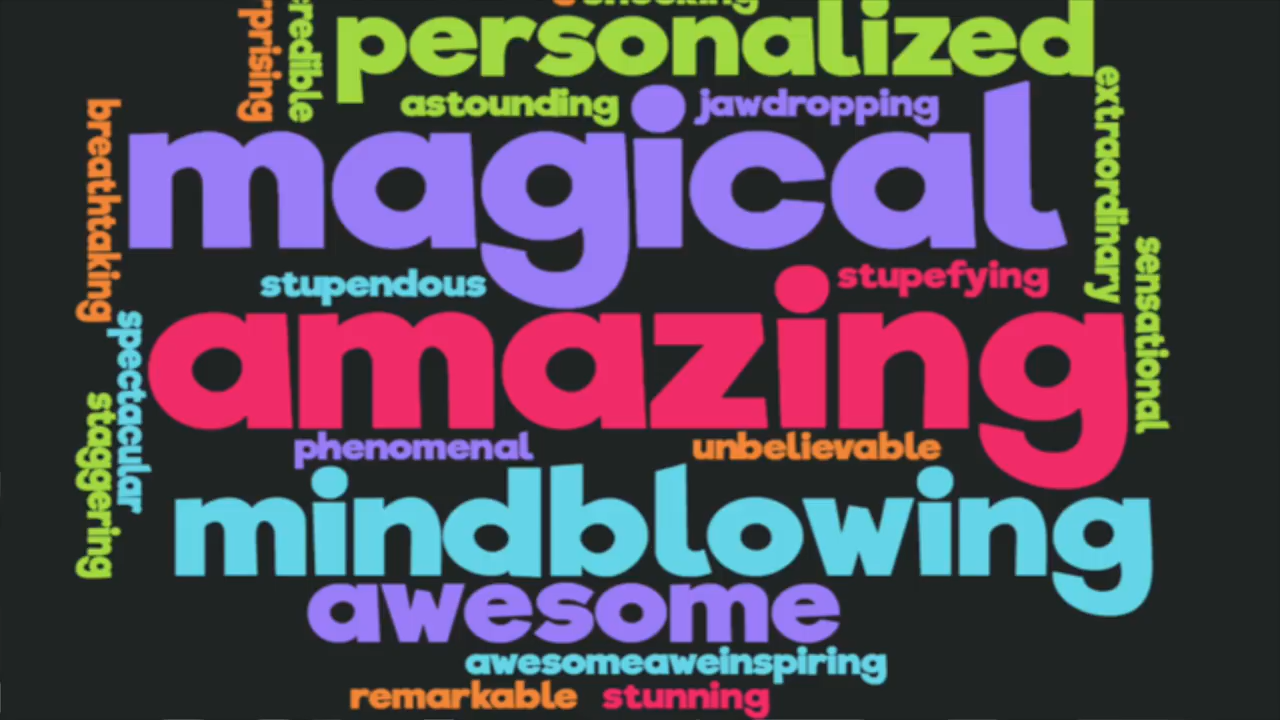 personalized
astounding jawdropping
magical
stupendous stupefying
amazing
phenomenal unbelievable
mindblowing
awesome
awesomeaweinspiring
remarkable stunning
breathtaking
spectacular
staggering
extraordinary
sensational